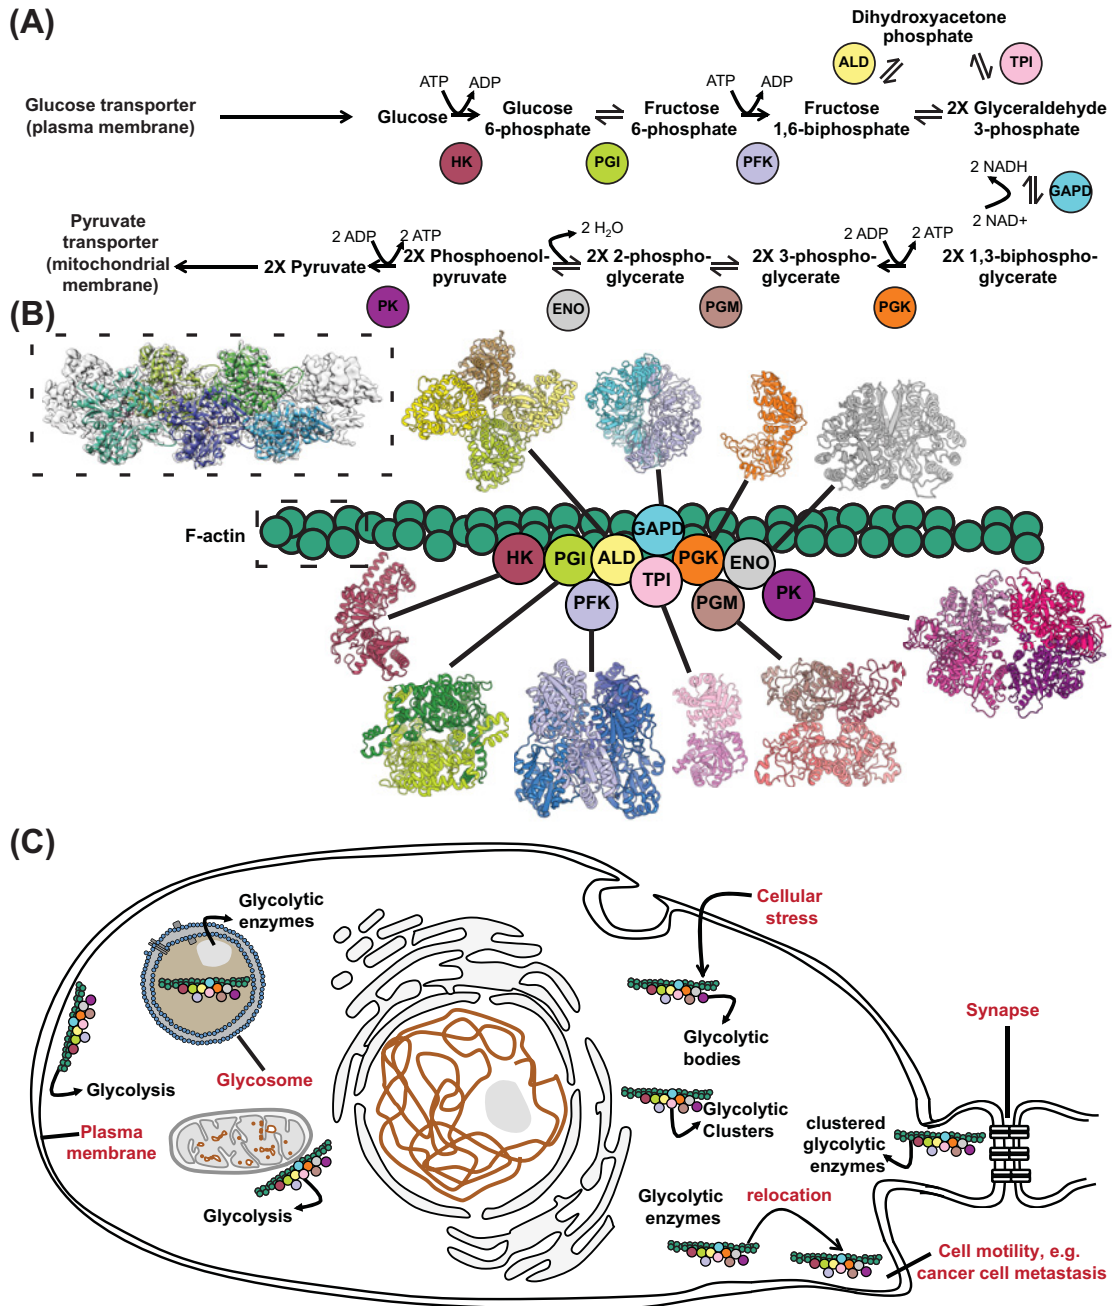 (A)
Dihydroxyacetone
phosphate
ALD
TPI
ATP
ADP
ATP
ADP
Glucose transporter
(plasma membrane)
Glucose
Glucose
6-phosphate
Fructose
6-phosphate
Fructose
1,6-biphosphate
2X Glyceraldehyde
3-phosphate
HK
PGI
PFK
2 NADH
GAPD
2 NAD+
Pyruvate
transporter
(mitochondrial
membrane)
2 ADP
2 ATP
2 H2O
2 ADP
2 ATP
2X Pyruvate
2X Phosphoenol-
pyruvate
2X 2-phospho-
glycerate
2X 3-phospho-
glycerate
2X 1,3-biphospho-
glycerate
PK
ENO
PGM
PGK
(B)
F-actin
GAPD
HK
PGI
ALD
PGK
ENO
TPI
PFK
PGM
PK
(C)
Glycolytic
enzymes
Cellular
stress
Glycolytic
bodies
Synapse
Glycolysis
Glycosome
Glycolytic
Clusters
clustered
glycolytic
enzymes
Plasma
membrane
Glycolysis
Glycolytic
enzymes
relocation
Cell motility, e.g.
cancer cell metastasis